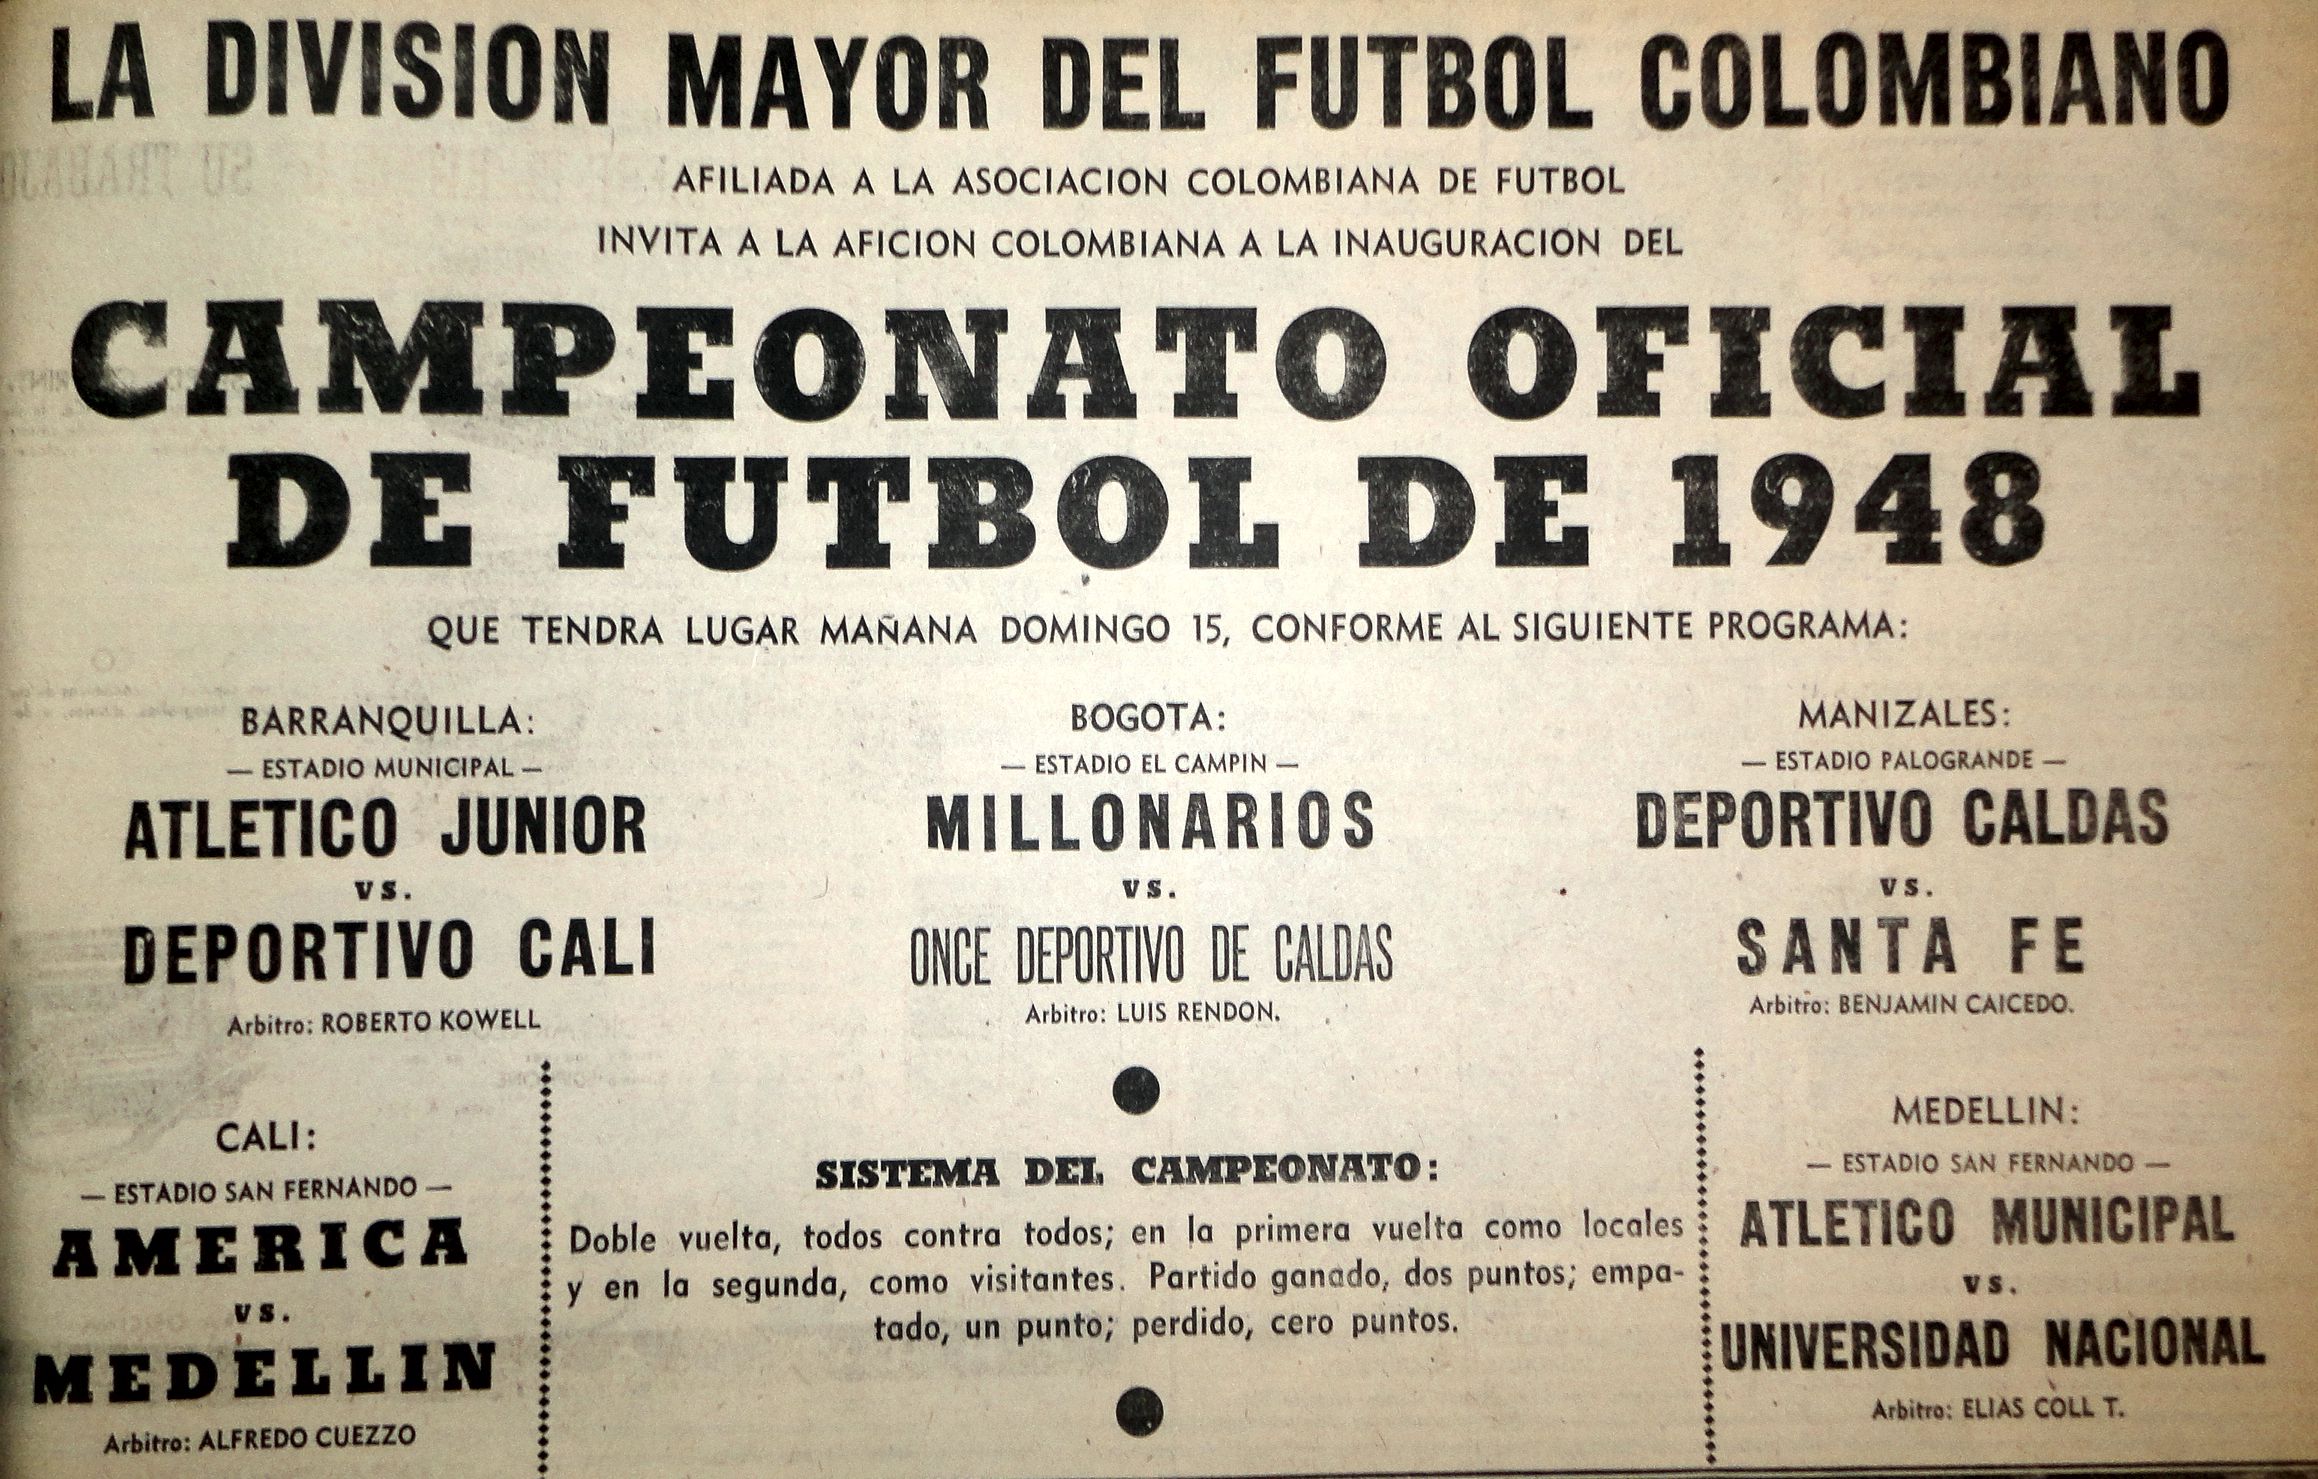 LA DIVISION MAYOR DEL FUTBOL COLOMBIANO
AFILIADA A LA ASOCIACION COLOMBIANA DE FUTBOL
INVITA A LA AFICION COLOMBIANA A LA INAUGURACION DEL
CAMPEONATO OFICIAL
DE FUTBOL DE 1948
QUE TENDRA LUGAR MAÑANA DOMINGO 15, CONFORME AL SIGUIENTE PROGRAMA:
BARRANQUILLA:
— ESTADIO MUNICIPAL —
ATLETICO JUNIOR
vs.
DEPORTIVO CALI
Arbitro: ROBERTO KOWELL
BOGOTA:
— ESTADIO EL CAMPIN —
MILLONARIOS
vs.
ONCE DEPORTIVO DE CALDAS
Arbitro: LUIS RENDON.
MANIZALES:
— ESTADIO PALOGRANDE —
DEPORTIVO CALDAS
vs.
SANTA FE
Arbitro: BENJAMIN CAICEDO.
CALI:
— ESTADIO SAN FERNANDO —
AMERICA
vs.
MEDELLIN
Arbitro: ALFREDO CUEZZO
SISTEMA DEL CAMPEONATO:
Doble vuelta, todos contra todos; en la primera vuelta como locales
y en la segunda, como visitantes. Partido ganado, dos puntos; empa-
tado, un punto; perdido, cero puntos.
MEDELLIN:
— ESTADIO SAN FERNANDO —
ATLETICO MUNICIPAL
vs.
UNIVERSIDAD NACIONAL
Arbitro: ELIAS COLL T.